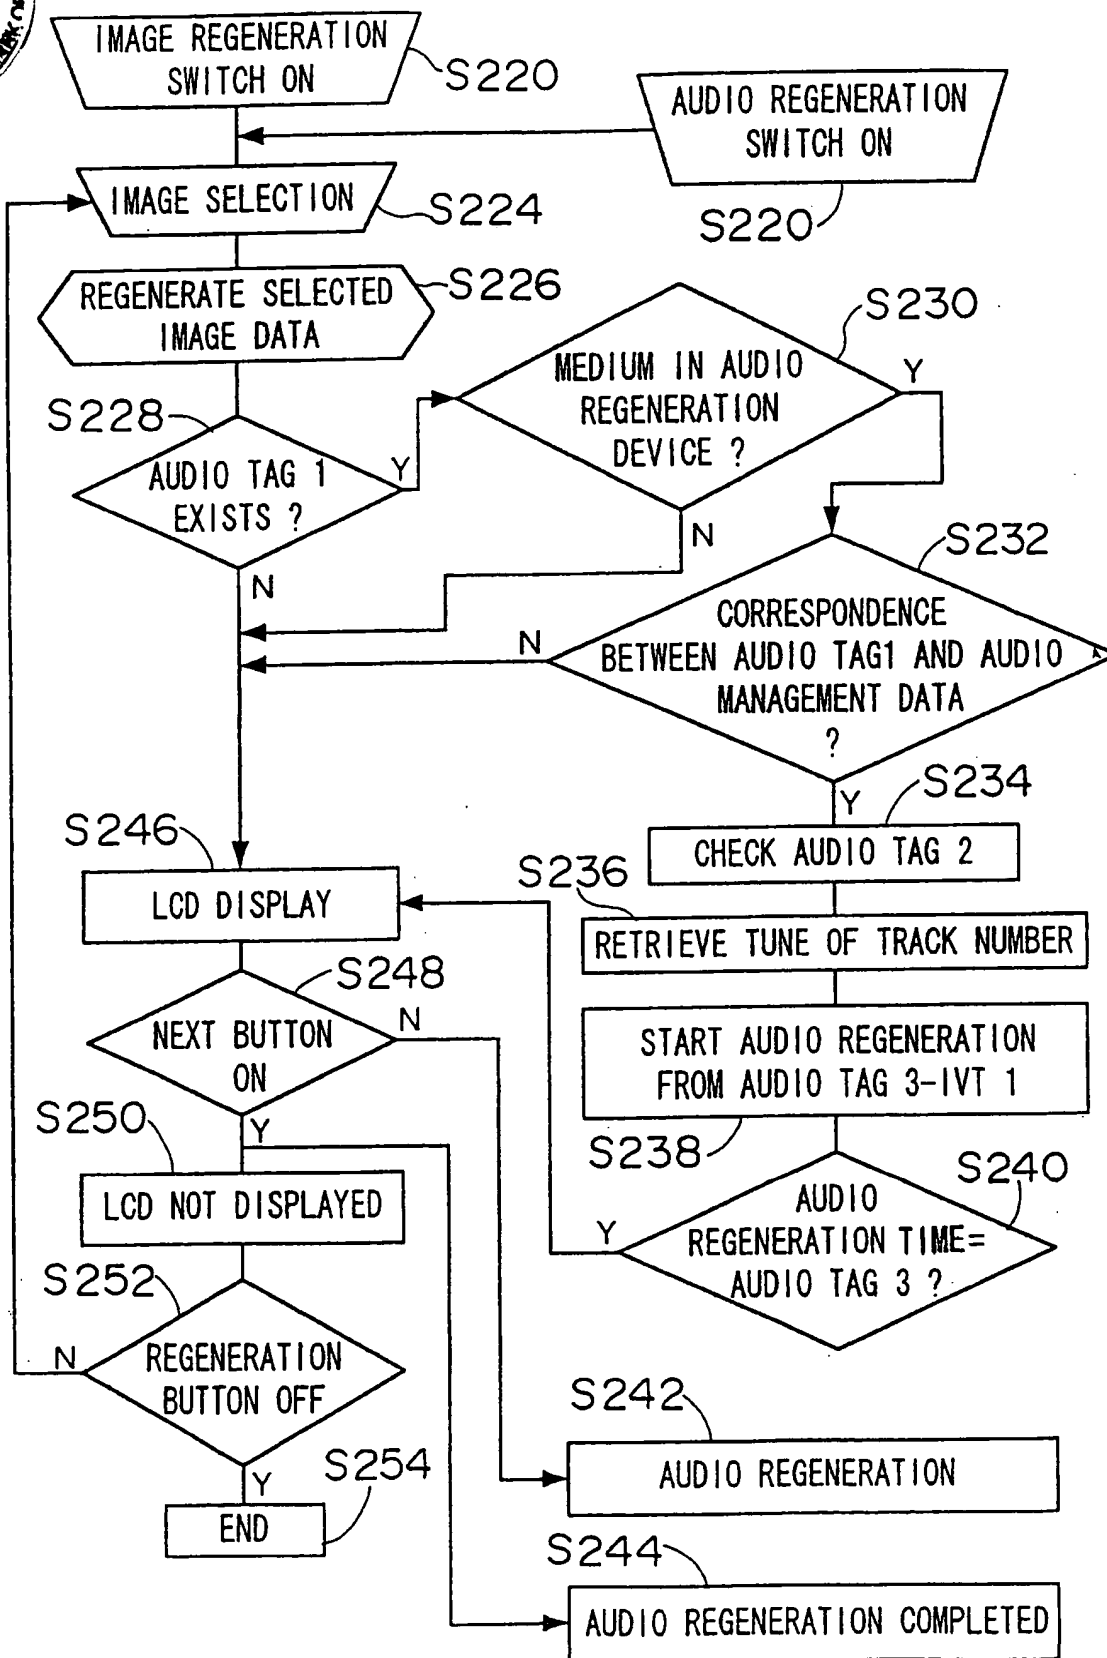 IMAGE REGENERATION
SWITCH ON
S220
AUDIO REGENERATION
SWITCH ON
S220
IMAGE SELECTION
S224
REGENERATE SELECTED
IMAGE DATA
S226
S228
AUDIO TAG 1
EXISTS ?
Y
N
S230
MEDIUM IN AUDIO
REGENERATION
DEVICE ?
Y
N
S232
CORRESPONDENCE
BETWEEN AUDIO TAG1 AND AUDIO
MANAGEMENT DATA
?
N
Y
S234
CHECK AUDIO TAG 2
S236
RETRIEVE TUNE OF TRACK NUMBER
START AUDIO REGENERATION
FROM AUDIO TAG 3-IVT 1
S238
S240
AUDIO
REGENERATION TIME=
AUDIO TAG 3 ?
Y
S246
LCD DISPLAY
S248
NEXT BUTTON
ON
N
Y
S250
LCD NOT DISPLAYED
S252
REGENERATION
BUTTON OFF
N
Y
S254
END
S242
AUDIO REGENERATION
S244
AUDIO REGENERATION COMPLETED